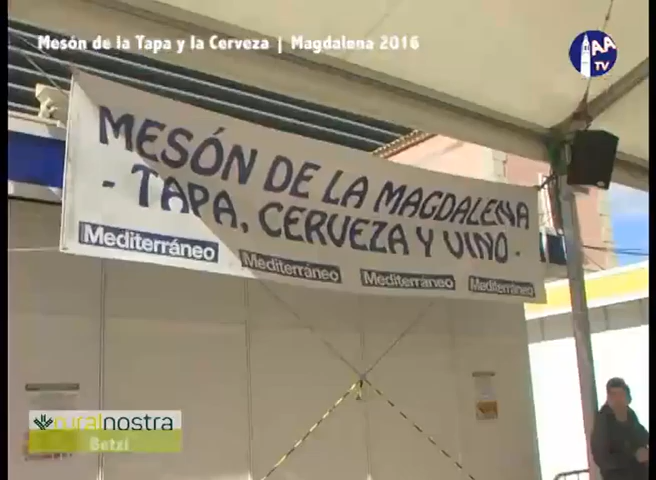 Mesón de la Tapa y la Cerveza | Magdalena 2016
AA
TV
MESÓN DE LA MAGDALENA
- TAPA, CERVEZA Y VINO -
Mediterráneo Mediterráneo Mediterráneo Mediterráneo
ruralnostra
Betxí